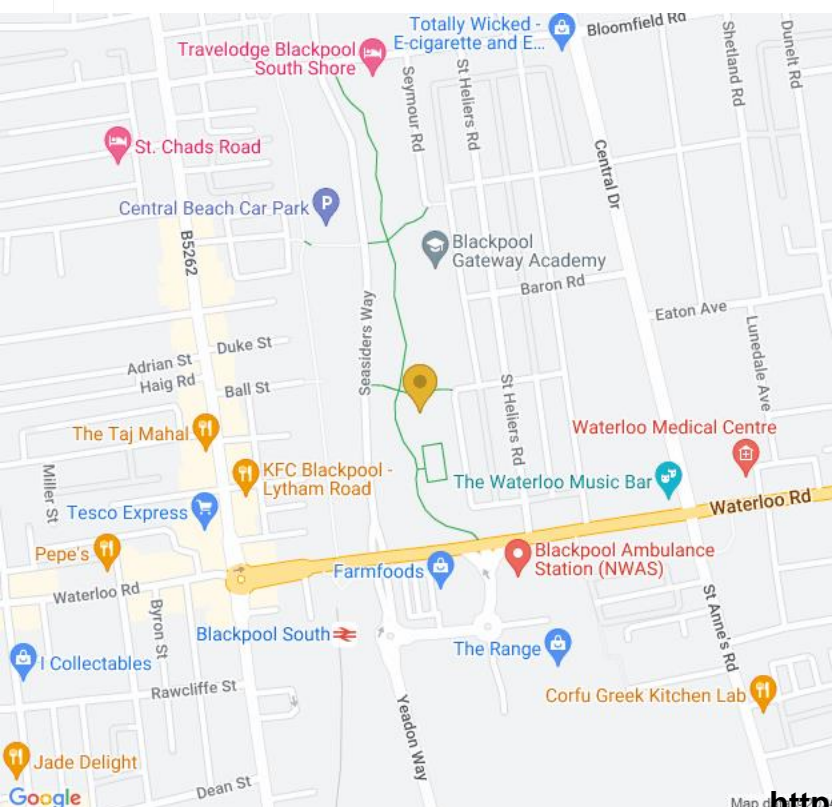 Totally Wicked -
E-cigarette and E...
Bloomfield Rd
Travelodge Blackpool
South Shore
Seymour Rd
St Heliers Rd
Shetland Rd
Dunelt Rd
St. Chads Road
Central Dr
Central Beach Car Park
P
B5262
Blackpool
Gateway Academy
Baron Rd
Seasiders Way
Eaton Ave
Lunedale Ave
Duke St
Adrian St
Haig Rd
Ball St
St Heliers Rd
The Taj Mahal
Waterloo Medical Centre
KFC Blackpool -
Lytham Road
Miller St
The Waterloo Music Bar
Waterloo Rd
Tesco Express
Pepe's
Blackpool Ambulance
Station (NWAS)
Farmfoods
Waterloo Rd
Byron St
St Anne's Rd
Blackpool South
The Range
I Collectables
Rawcliffe St
Corfu Greek Kitchen Lab
Yeadon Way
Jade Delight
Dean St
Google
Map
http